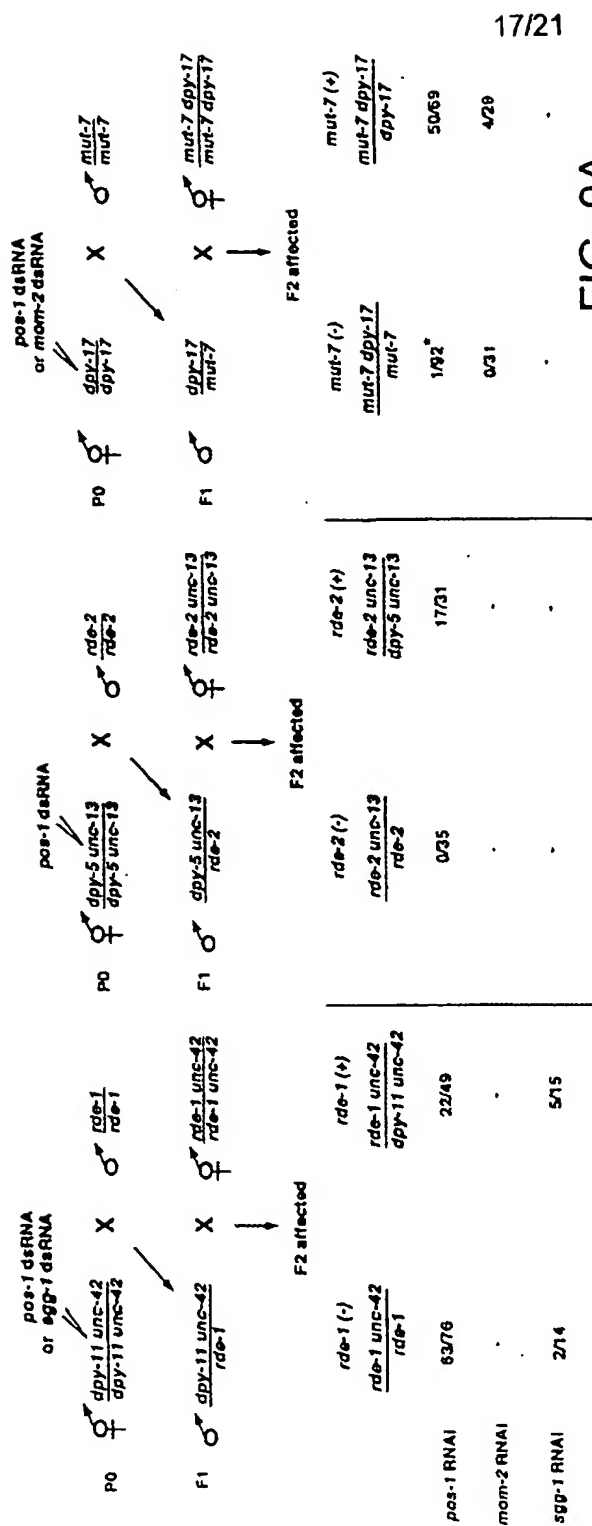 17/21
pos-1 dsRNA
or sgg-1 dsRNA
P0 ⚥ dpy-11 unc-42 X ♂ rde-1
dpy-11 unc-42 rde-1
F1 ♂ dpy-11 unc-42 X ⚥ rde-1 unc-42
rde-1 rde-1 unc-42
F2 affected
rde-1 (-) rde-1 (+)
rde-1 unc-42 rde-1 unc-42
rde-1 dpy-11 unc-42
pos-1 RNAi 63/76 22/49
mom-2 RNAi - -
sgg-1 RNAi 2/14 5/15
pos-1 dsRNA
P0 ⚥ dpy-5 unc-13 X ♂ rde-2
dpy-5 unc-13 rde-2
F1 ♂ dpy-5 unc-13 X ⚥ rde-2 unc-13
rde-2 rde-2 unc-13
F2 affected
rde-2 (-) rde-2 (+)
rde-2 unc-13 rde-2 unc-13
rde-2 dpy-5 unc-13
0/35 17/31
- -
- -
pos-1 dsRNA
or mom-2 dsRNA
P0 ⚥ dpy-17 X ♂ mut-7
dpy-17 mut-7
F1 ♂ dpy-17 X ⚥ mut-7 dpy-17
mut-7 mut-7 dpy-17
F2 affected
mut-7 (-) mut-7 (+)
mut-7 dpy-17 mut-7 dpy-17
mut-7 dpy-17
1/92* 50/69
0/31
- -
FIG.